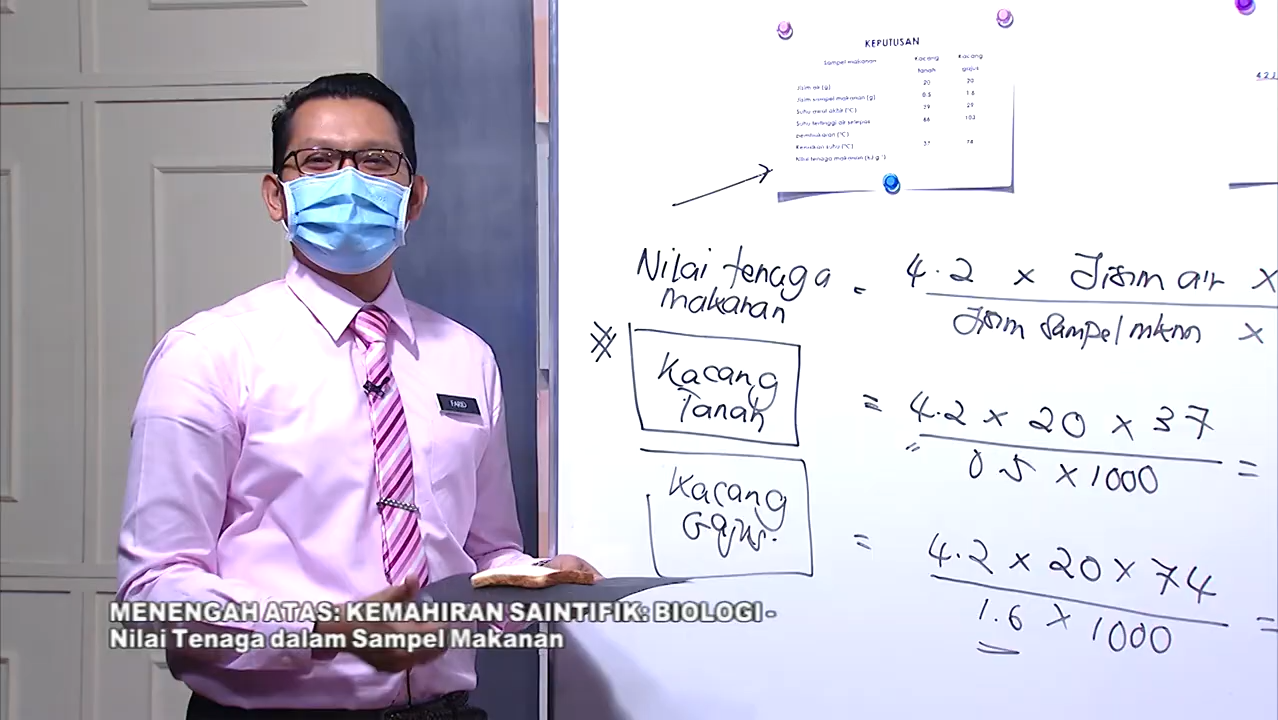 KEPUTUSAN
Sampel makanan Kacang tanah Kacang gajus
Jisim air (g) 20 20
Jisim sampel makanan (g) 0.5 1.6
Suhu awal akhir (°C) 29 29
Suhu tertinggi air selepas pembakaran (°C) 66 103
Kenaikan suhu (°C) 37 74
Nilai tenaga makanan (kJ g⁻¹)
Nilai tenaga makanan = 4.2 x Jisim air x
Jisim sampel mknn x
Kacang Tanah = 4.2 x 20 x 37
0.5 x 1000 =
Kacang Gajus. = 4.2 x 20 x 74
1.6 x 1000 =
FARID
MENENGAH ATAS: KEMAHIRAN SAINTIFIK: BIOLOGI -
Nilai Tenaga dalam Sampel Makanan